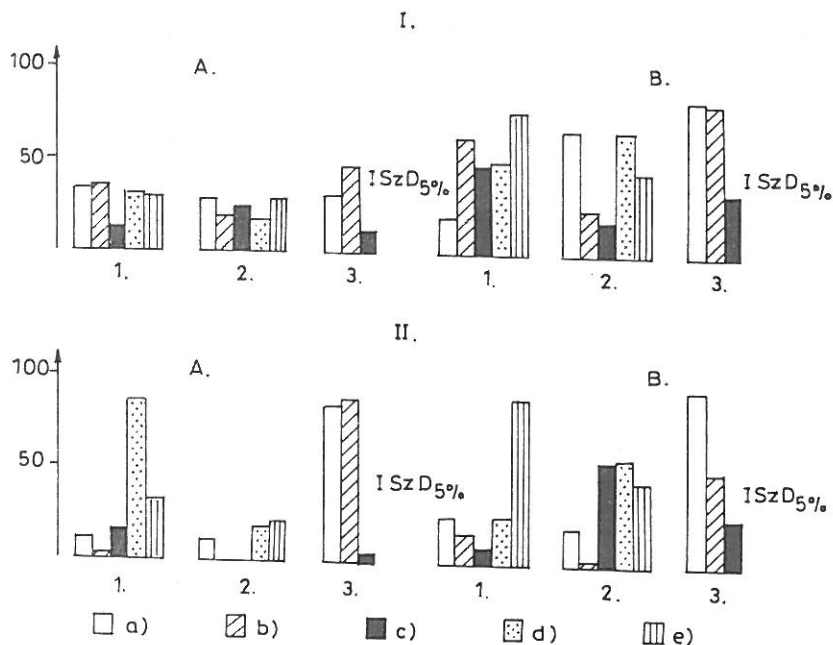 I.
100 A. B.
50 I SzD5% I SzD5%
1. 2. 3. 1. 2. 3.
II.
100 A. B.
50 I SzD5% I SzD5%
1. 2. 3. 1. 2. 3.
a) b) c) d) e)